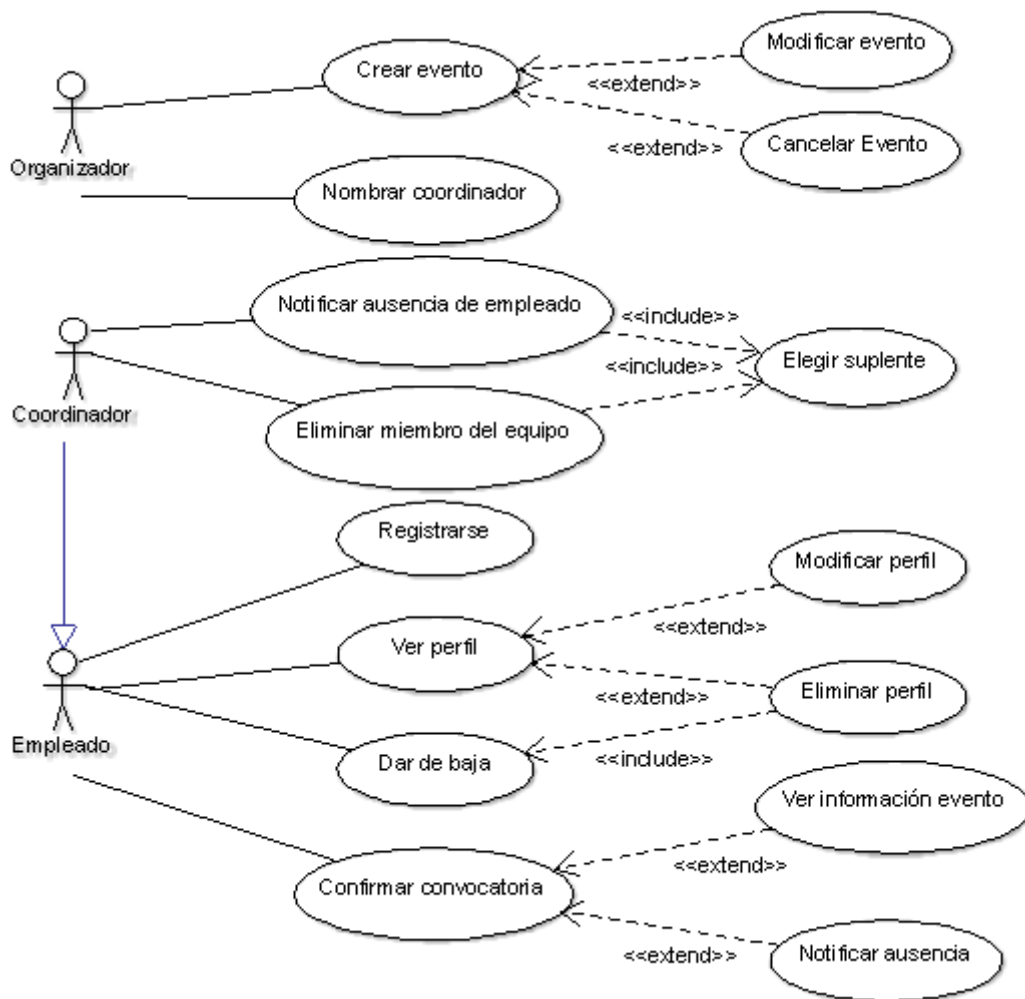 Modificar evento
Crear evento
<<extend>>
Organizador
<<extend>>
Cancelar Evento
Nombrar coordinador
Notificar ausencia de empleado
<<include>>
Coordinador
<<include>>
Elegir suplente
Eliminar miembro del equipo
Registrarse
Modificar perfil
<<extend>>
Ver perfil
Eliminar perfil
<<extend>>
Empleado
Dar de baja
<<include>>
Ver información evento
<<extend>>
Confirmar convocatoria
<<extend>>
Notificar ausencia